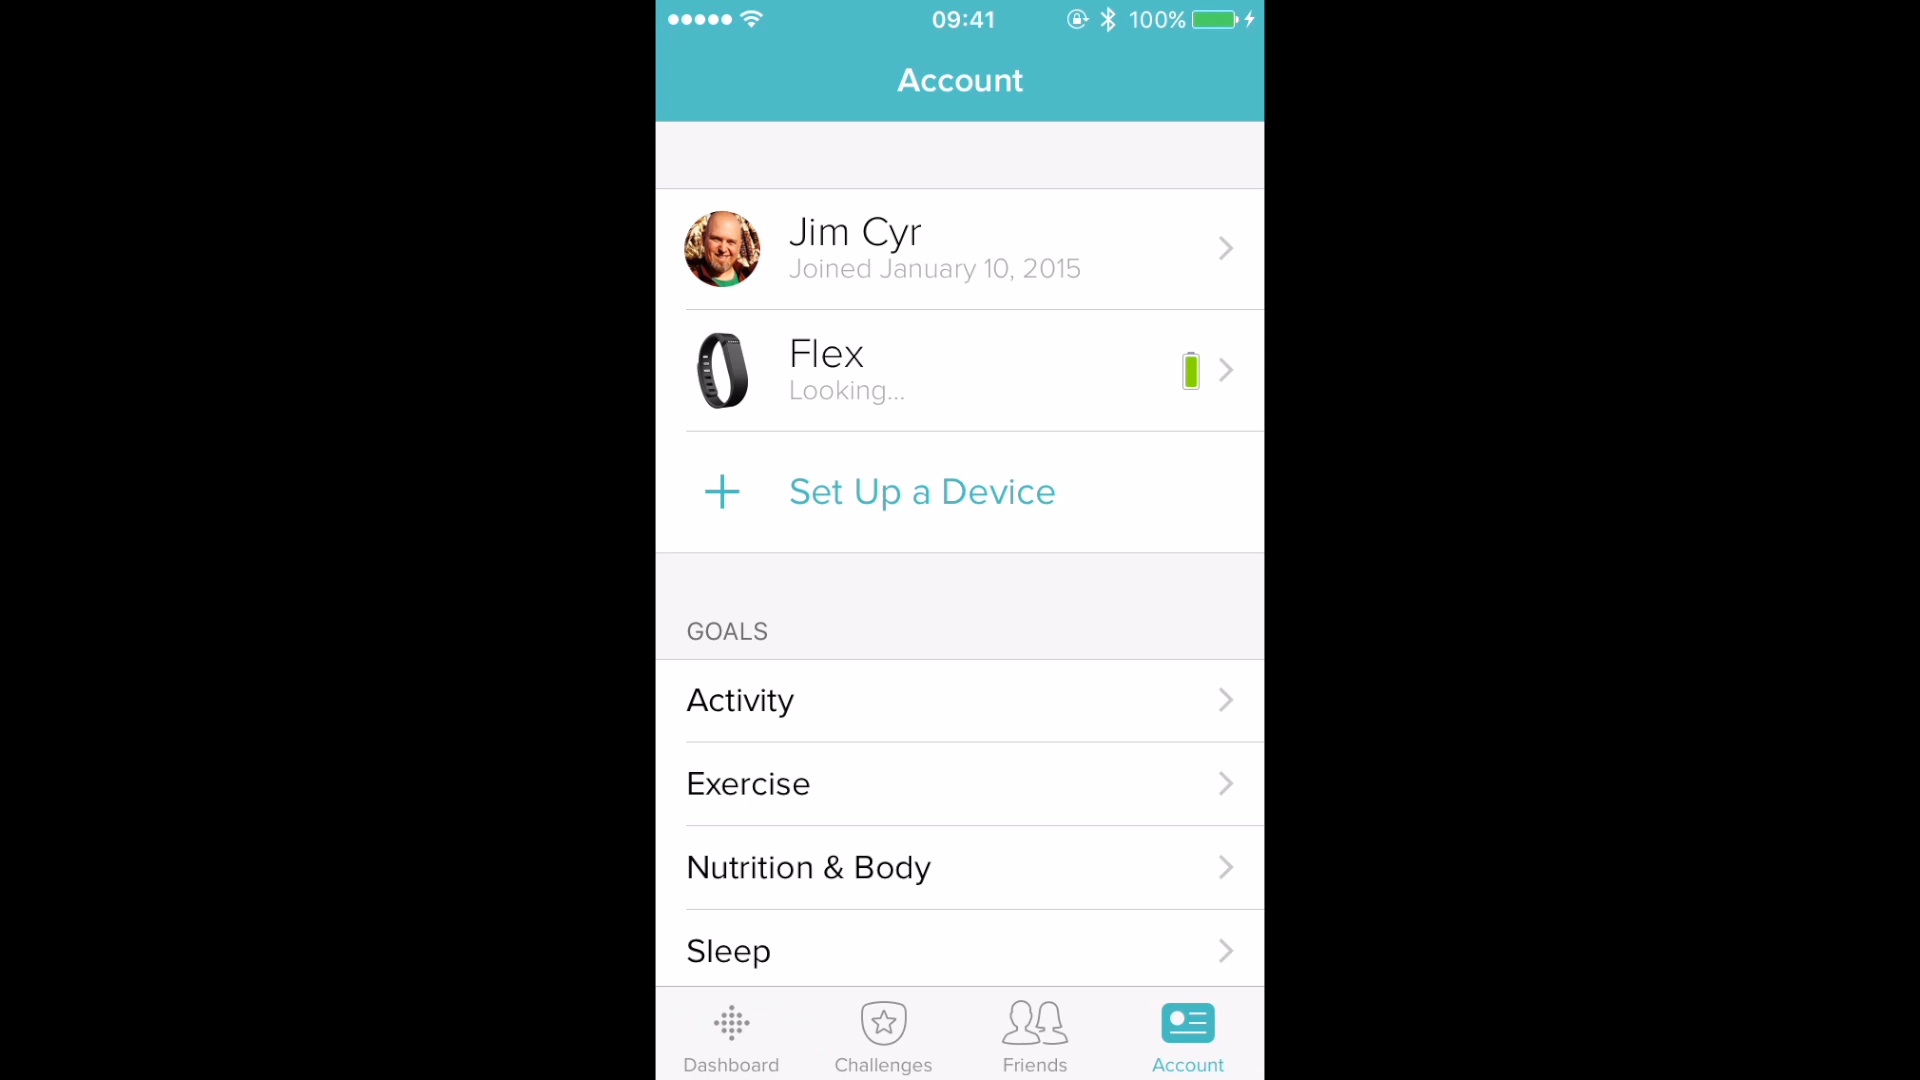 09:41
100%
Account
Jim Cyr
Joined January 10, 2015
Flex
Looking...
Set Up a Device
GOALS
Activity
Exercise
Nutrition & Body
Sleep
Dashboard
Challenges
Friends
Account